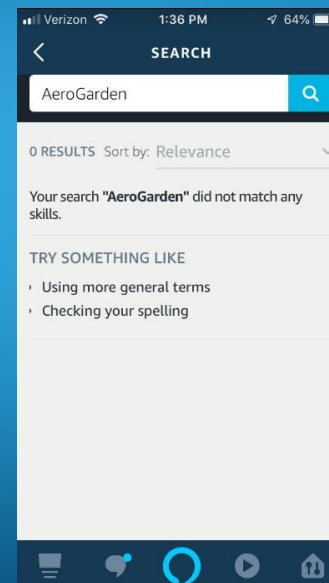 Verizon 1:36 PM 64%
SEARCH
AeroGarden
0 RESULTS Sort by: Relevance
Your search "AeroGarden" did not match any
skills.
TRY SOMETHING LIKE
Using more general terms
Checking your spelling